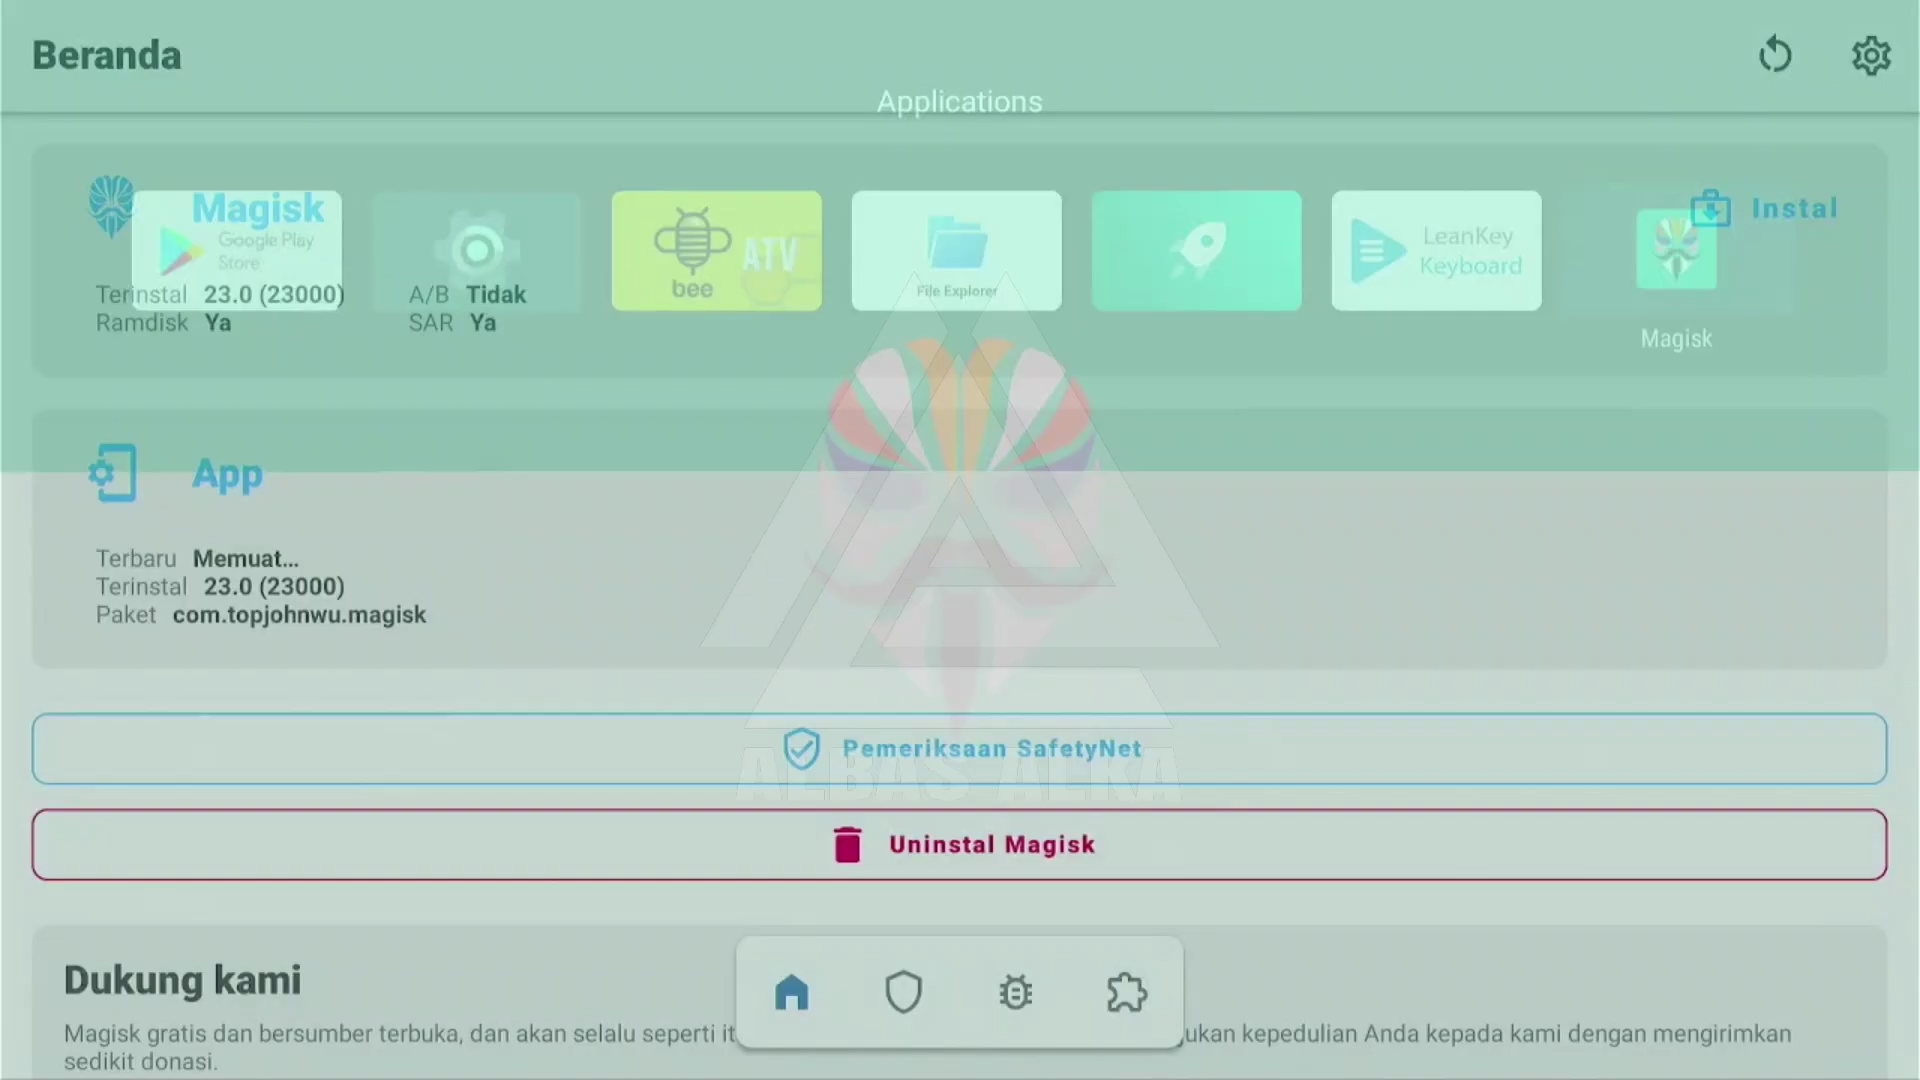 Beranda
Applications
Magisk
Instal
Google Play
Store
bee
ATV
File Explorer
LeanKey
Keyboard
Terinstal 23.0 (23000)
A/B Tidak
Ramdisk Ya
SAR Ya
Magisk
App
Terbaru Memuat...
Terinstal 23.0 (23000)
Paket com.topjohnwu.magisk
Pemeriksaan SafetyNet
ALBAS ALKA
Uninstal Magisk
Dukung kami
Magisk gratis dan bersumber terbuka, dan akan selalu seperti it
ukan kepedulian Anda kepada kami dengan mengirimkan
sedikit donasi.